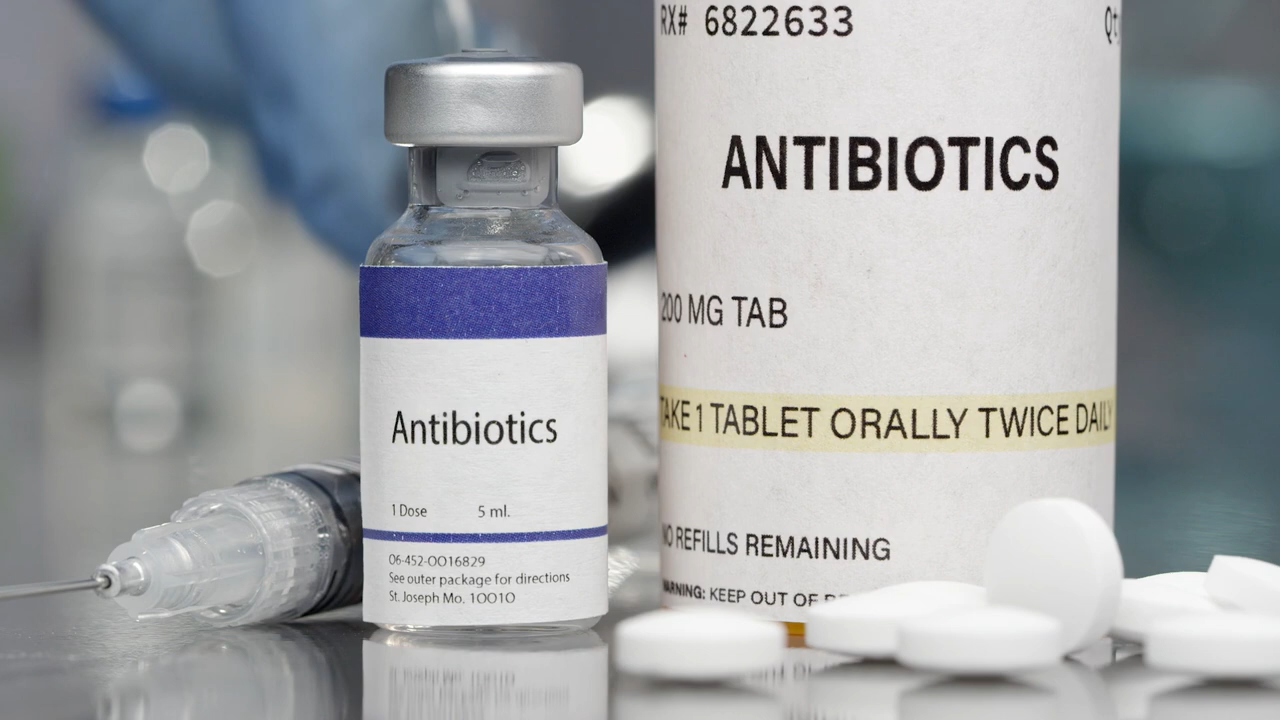 Antibiotics
1 Dose 5 ml.
06-452-0016829
See outer package for directions
St. Joseph Mo. 10010
RX# 6822633
ANTIBIOTICS
200 MG TAB
TAKE 1 TABLET ORALLY TWICE DAILY
NO REFILLS REMAINING
WARNING: KEEP OUT OF